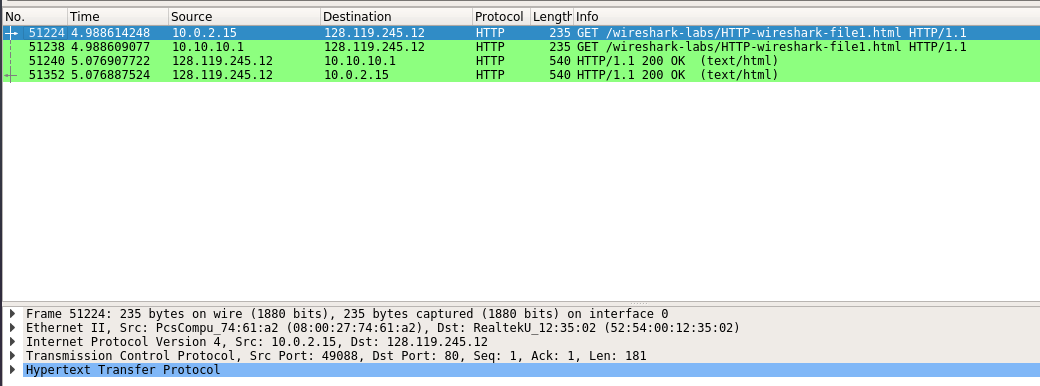 No. Time Source Destination Protocol Length Info
51224 4.988614248 10.0.2.15 128.119.245.12 HTTP 235 GET /wireshark-labs/HTTP-wireshark-file1.html HTTP/1.1
51238 4.988609077 10.10.10.1 128.119.245.12 HTTP 235 GET /wireshark-labs/HTTP-wireshark-file1.html HTTP/1.1
51240 5.076907722 128.119.245.12 10.10.10.1 HTTP 540 HTTP/1.1 200 OK (text/html)
51352 5.076887524 128.119.245.12 10.0.2.15 HTTP 540 HTTP/1.1 200 OK (text/html)
Frame 51224: 235 bytes on wire (1880 bits), 235 bytes captured (1880 bits) on interface 0
Ethernet II, Src: PcsCompu_74:61:a2 (08:00:27:74:61:a2), Dst: RealtekU_12:35:02 (52:54:00:12:35:02)
Internet Protocol Version 4, Src: 10.0.2.15, Dst: 128.119.245.12
Transmission Control Protocol, Src Port: 49088, Dst Port: 80, Seq: 1, Ack: 1, Len: 181
Hypertext Transfer Protocol